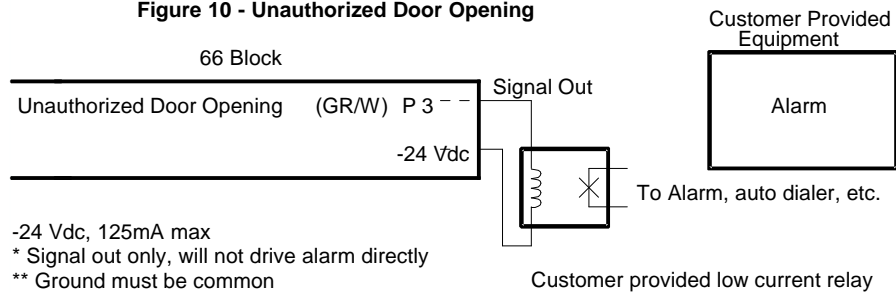 Figure 10 - Unauthorized Door Opening
Customer Provided
Equipment
66 Block
Signal Out
Unauthorized Door Opening (GR/W) P 3
Alarm
-24 Vdc
To Alarm, auto dialer, etc.
-24 Vdc, 125mA max
* Signal out only, will not drive alarm directly
** Ground must be common
Customer provided low current relay